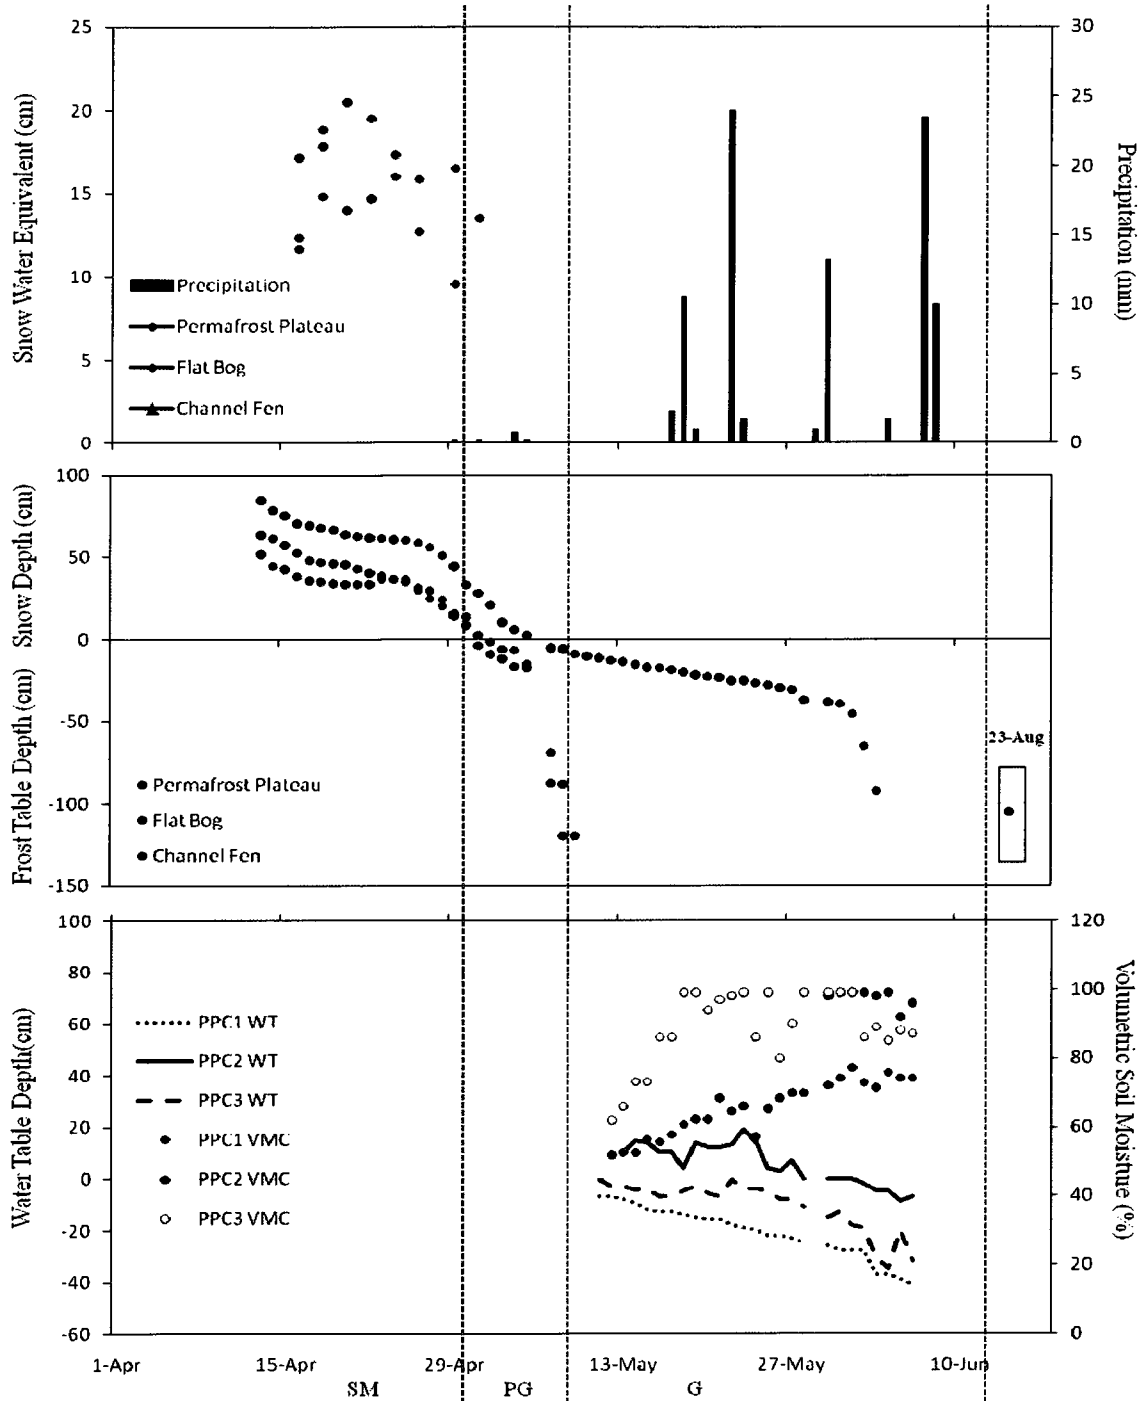 25
20
15
10
5
0
Snow Water Equivalent (cm)
Precipitation
Permafrost Plateau
Flat Bog
Channel Fen
30
25
20
15
10
5
0
Precipitation (mm)
100
50
0
-50
-100
-150
Snow Depth (cm)
Frost Table Depth (cm)
Permafrost Plateau
Flat Bog
Channel Fen
23-Aug
100
80
60
40
20
0
-20
-40
-60
Water Table Depth(cm)
PPC1 WT
PPC2 WT
PPC3 WT
PPC1 VMC
PPC2 VMC
PPC3 VMC
120
100
80
60
40
20
0
Volumetric Soil Moisture (%)
1-Apr 15-Apr 29-Apr 13-May 27-May 10-Jun
SM PG G